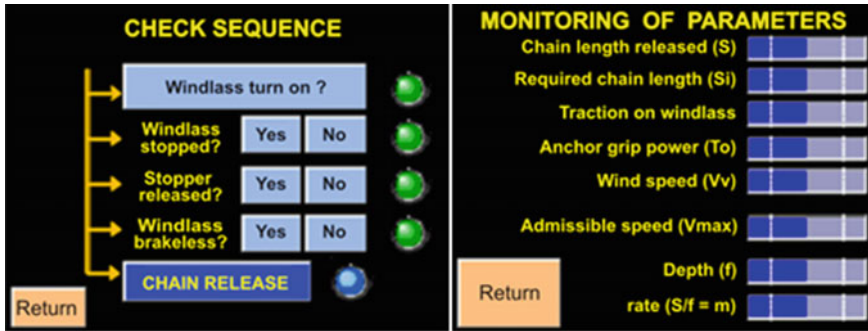 CHECK SEQUENCE
Windlass turn on ?
Windlass
stopped?
Yes
No
Stopper
released?
Yes
No
Windlass
brakeless?
Yes
No
CHAIN RELEASE
Return
MONITORING OF PARAMETERS
Chain length released (S)
Required chain length (Si)
Traction on windlass
Anchor grip power (To)
Wind speed (Vv)
Admissible speed (Vmax)
Depth (f)
rate (S/f = m)
Return